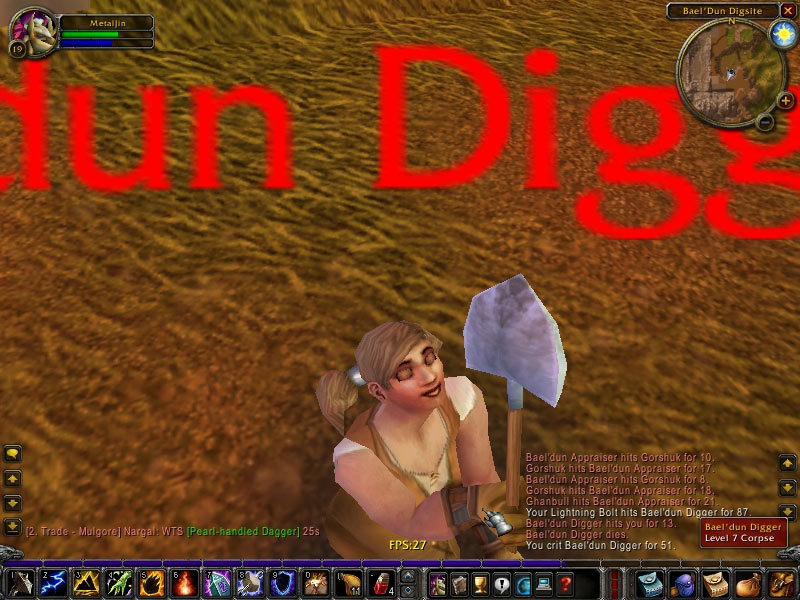 MetalJin
19
Bael'Dun Digsite
N
dun Digg
Bael'dun Appraiser hits Gorshuk for 10.
Gorshuk hits Bael'dun Appraiser for 17.
Bael'dun Appraiser hits Gorshuk for 8.
Gorshuk hits Bael'dun Appraiser for 18.
Ghanbull hits Bael'dun Appraiser for 21.
Your Lightning Bolt hits Bael'dun Digger for 87.
Bael'dun Digger hits you for 13.
Bael'dun Digger dies.
You crit Bael'dun Digger for 51.
[2. Trade - Mulgore] Nargal: WTS [Pearl-handled Dagger] 25s
FPS:27
Bael'dun Digger
Level 7 Corpse